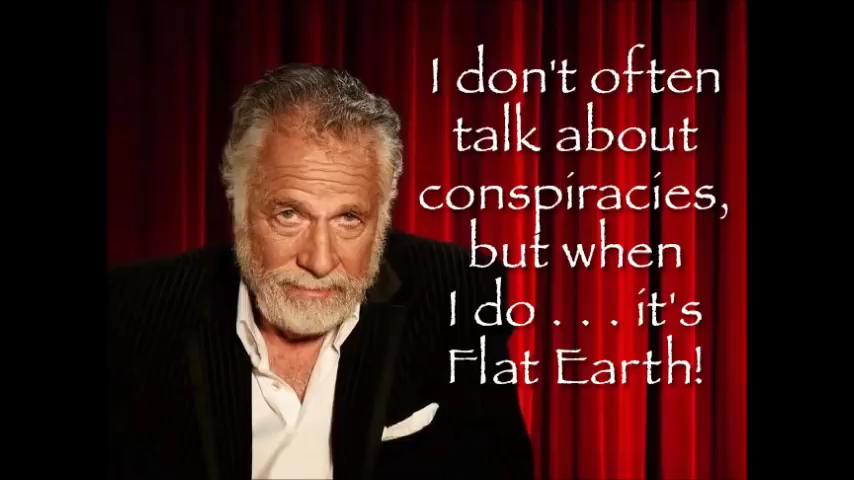 I don't often
talk about
conspiracies,
but when
I do . . . it's
Flat Earth!